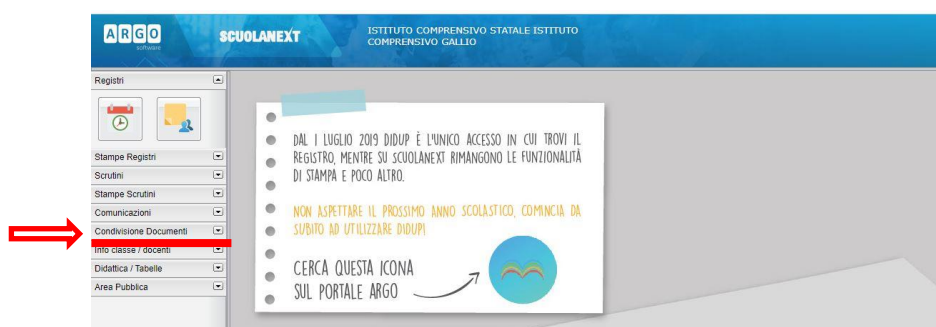 ARGO
software
SCUOLANEXT
ISTITUTO COMPRENSIVO STATALE ISTITUTO
COMPRENSIVO GALLIO
Registri
Stampe Registri
Scrutini
Stampe Scrutini
Comunicazioni
Condivisione Documenti
Info classe / docenti
Didattica / Tabelle
Area Pubblica
DAL 1 LUGLIO 2019 DIDUP È L'UNICO ACCESSO IN CUI TROVI IL
REGISTRO, MENTRE SU SCUOLANEXT RIMANGONO LE FUNZIONALITÀ
DI STAMPA E POCO ALTRO.
NON ASPETTARE IL PROSSIMO ANNO SCOLASTICO, COMINCIA DA
SUBITO AD UTILIZZARE DIDUP!
CERCA QUESTA ICONA
SUL PORTALE ARGO